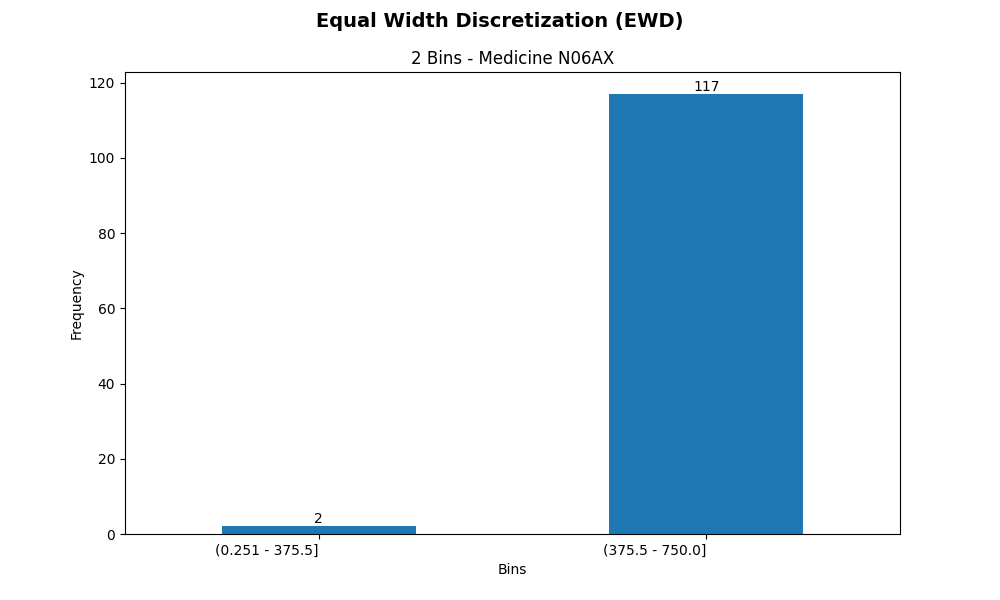 Equal Width Discretization (EWD)
2 Bins - Medicine N06AX
120
100
80
60
40
20
0
Frequency
2
117
(0.251 - 375.5]
(375.5 - 750.0]
Bins